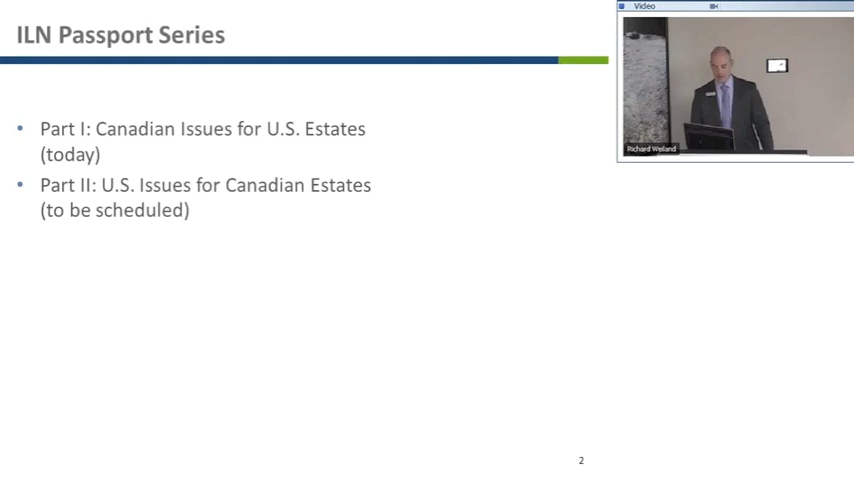 ILN Passport Series
• Part I: Canadian Issues for U.S. Estates
(today)
• Part II: U.S. Issues for Canadian Estates
(to be scheduled)
2
Video
Richard Weiland